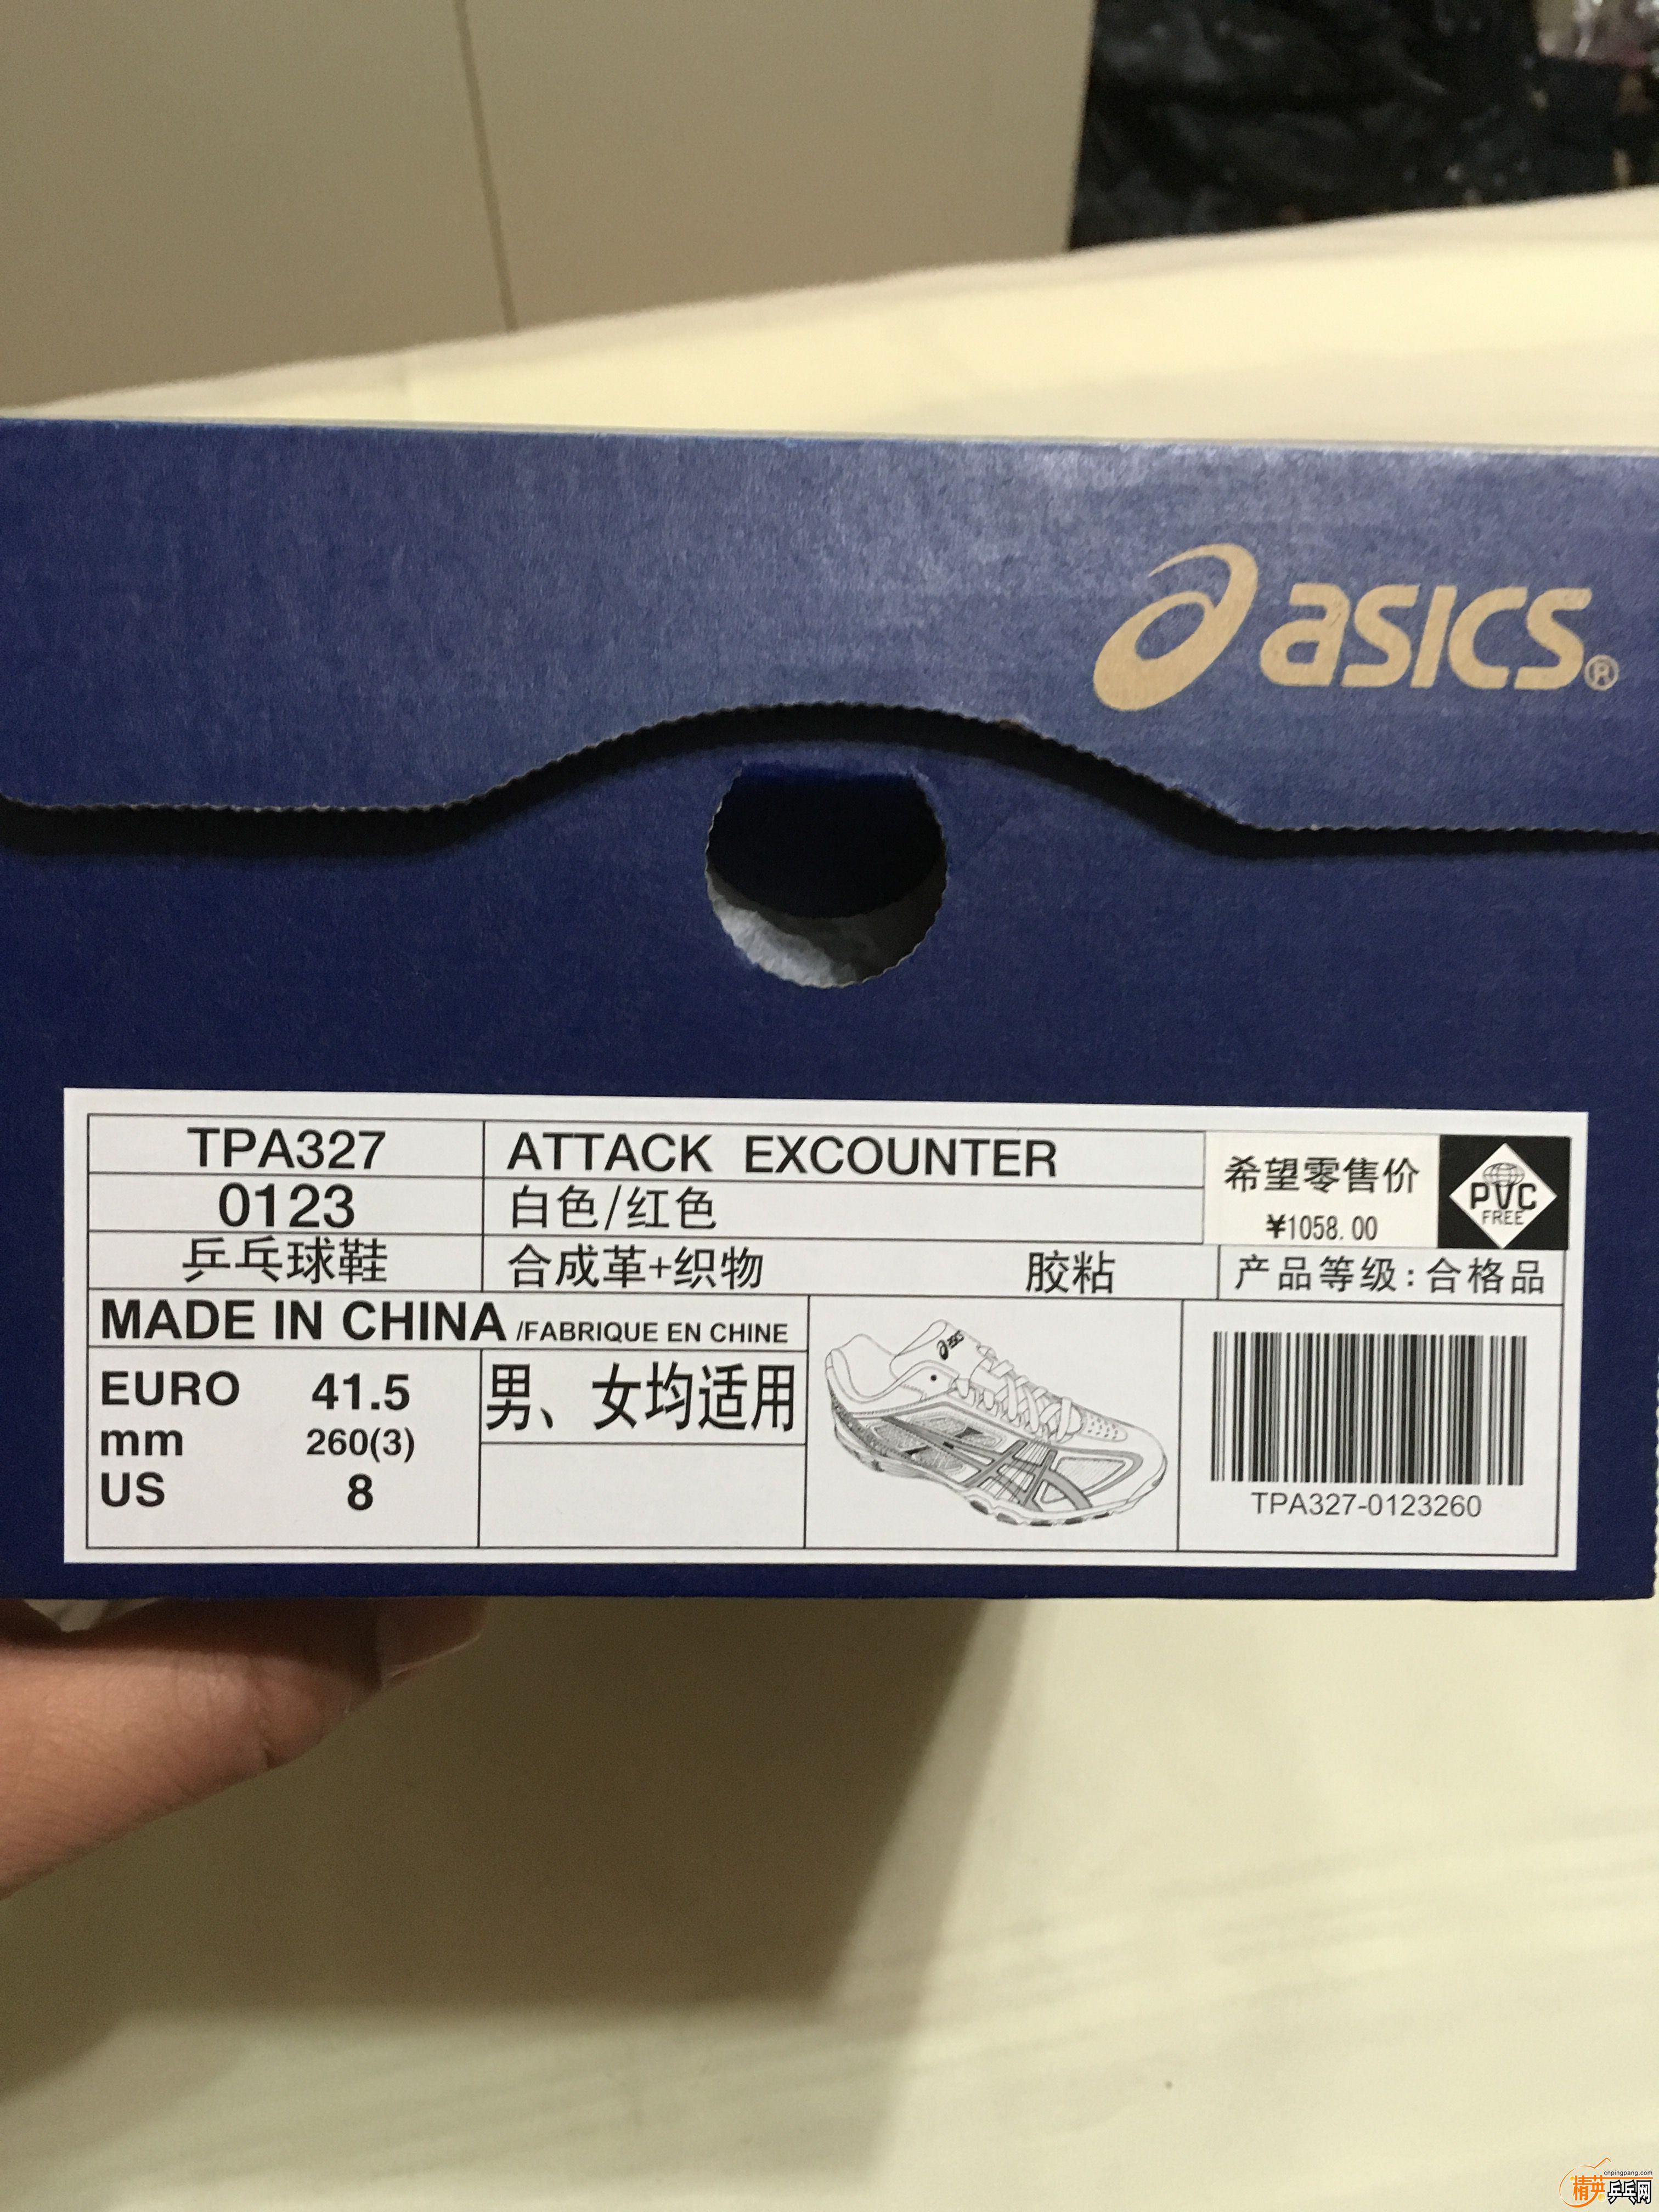 asics®
TPA327
ATTACK EXCOUNTER
希望零售价
¥1058.00
PVC
FREE
0123
白色/红色
乒乓球鞋
合成革+织物
胶粘
产品等级:合格品
MADE IN CHINA /FABRIQUE EN CHINE
EURO 41.5
mm 260(3)
US 8
男、女均适用
asics
TPA327-0123260
cnpingpang.com
精英乒乓网